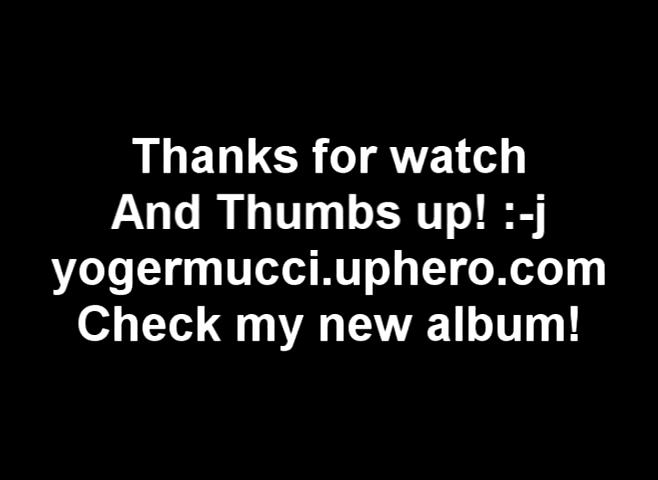 Thanks for watch
And Thumbs up! :-j
yogermucci.uphero.com
Check my new album!